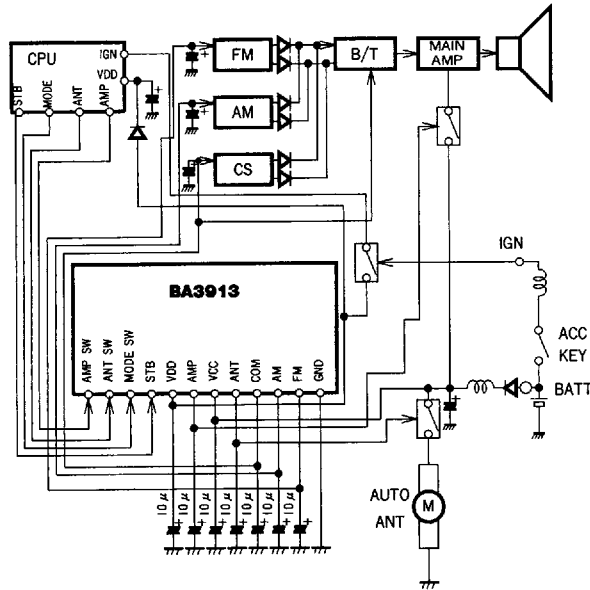 CPU
IGN
VDD
STB
MODE
ANT
AMP
FM
AM
CS
B/T
MAIN
AMP
IGN
ACC
KEY
BATT
BA3913
AMP SW
ANT SW
MODE SW
STB
VDD
AMP
VCC
ANT
COM
AM
FM
GND
10μ
10μ
10μ
10μ
10μ
10μ
10μ
AUTO
ANT
M